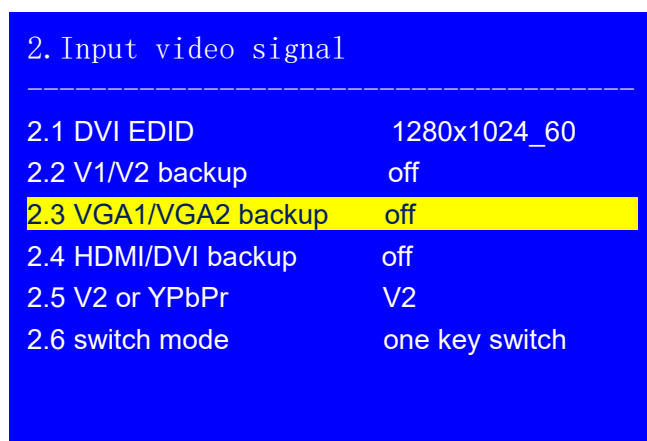 2.Input video signal
---------------------------------------
2.1 DVI EDID 1280x1024_60
2.2 V1/V2 backup off
2.3 VGA1/VGA2 backup off
2.4 HDMI/DVI backup off
2.5 V2 or YPbPr V2
2.6 switch mode one key switch